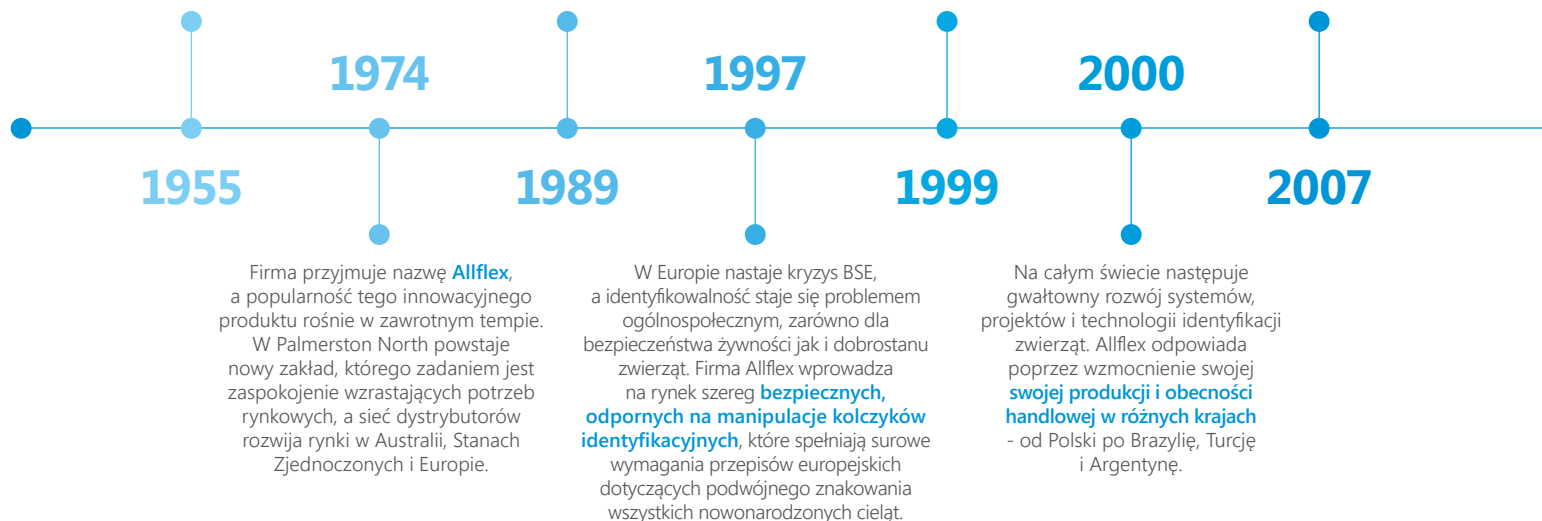 1974
1997
2000
1955
1989
1999
2007
Firma przyjmuje nazwę Allflex,
a popularność tego innowacyjnego
produktu rośnie w zawrotnym tempie.
W Palmerston North powstaje
nowy zakład, którego zadaniem jest
zaspokojenie wzrastających potrzeb
rynkowych, a sieć dystrybutorów
rozwija rynki w Australii, Stanach
Zjednoczonych i Europie.
W Europie nastaje kryzys BSE,
a identyfikowalność staje się problemem
ogólnospołecznym, zarówno dla
bezpieczeństwa żywności jak i dobrostanu
zwierząt. Firma Allflex wprowadza
na rynek szereg bezpiecznych,
odpornych na manipulacje kolczyków
identyfikacyjnych, które spełniają surowe
wymagania przepisów europejskich
dotyczących podwójnego znakowania
wszystkich nowonarodzonych cieląt.
Na całym świecie następuje
gwałtowny rozwój systemów,
projektów i technologii identyfikacji
zwierząt. Allflex odpowiada
poprzez wzmocnienie swojej
swojej produkcji i obecności
handlowej w różnych krajach
- od Polski po Brazylię, Turcję
i Argentynę.